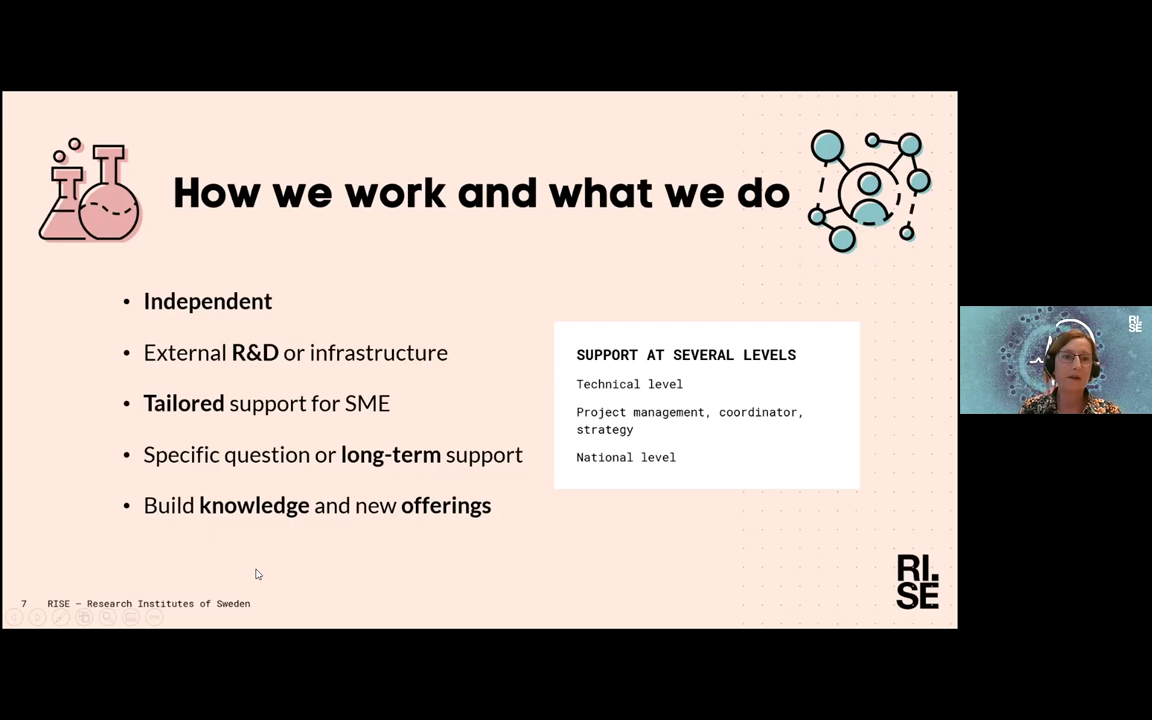 How we work and what we do
• Independent
• External R&D or infrastructure
• Tailored support for SME
• Specific question or long-term support
• Build knowledge and new offerings
SUPPORT AT SEVERAL LEVELS
Technical level
Project management, coordinator,
strategy
National level
7 RISE — Research Institutes of Sweden
RI.
SE
RI.
SE